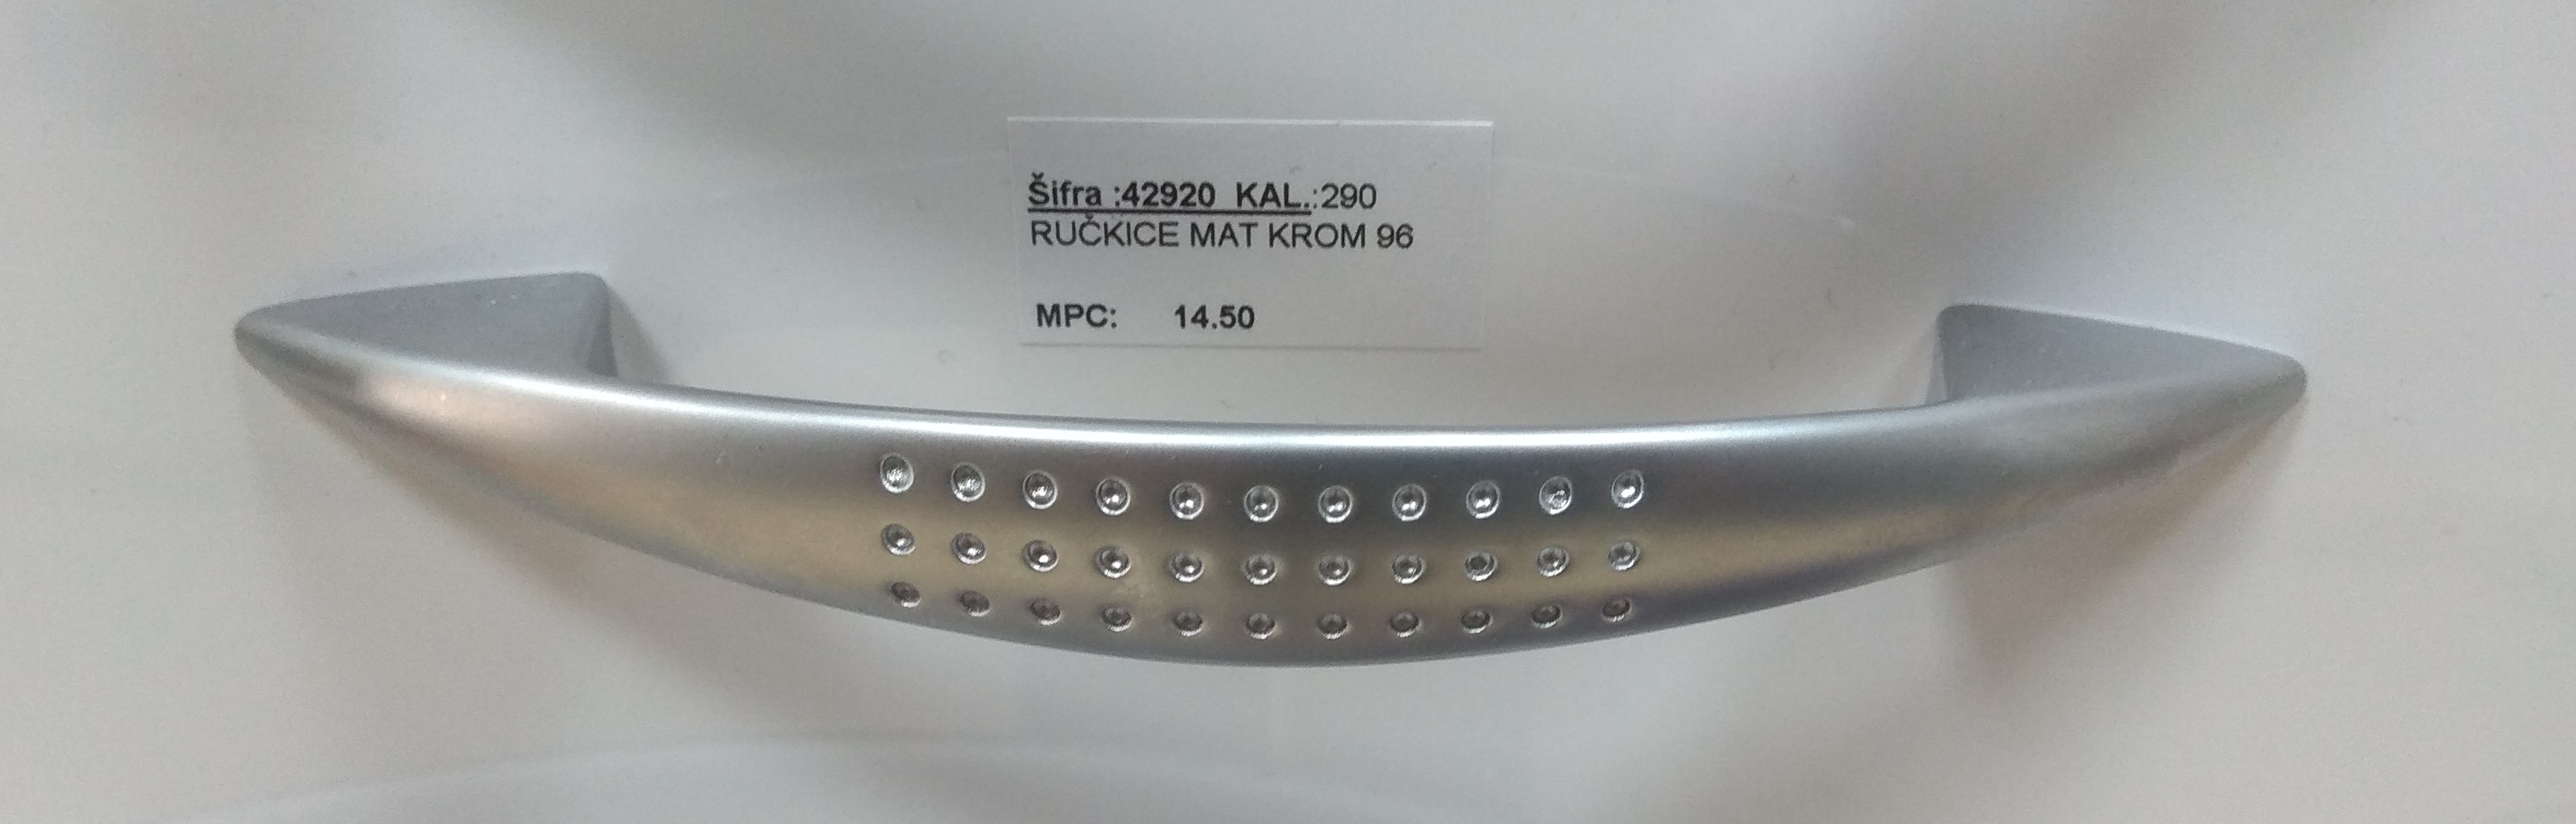 Šifra :42920 KAL.:290
RUČKICE MAT KROM 96
MPC: 14.50